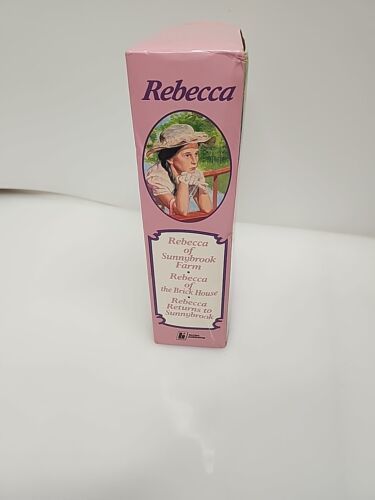 Rebecca
Rebecca
of
Sunnybrook
Farm
•
Rebecca
of
the Brick House
•
Rebecca
Returns to
Sunnybrook